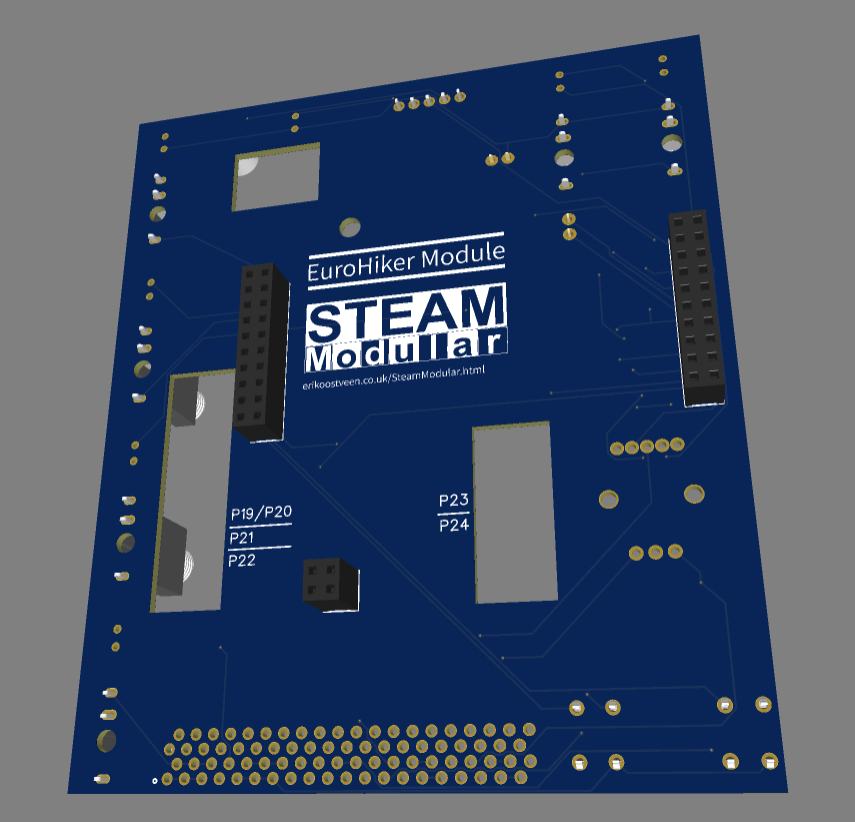 EuroHiker Module
STEAM
Modular
erikoostveen.co.uk/SteamModular.html
P19/P20
P21
P22
P23
P24